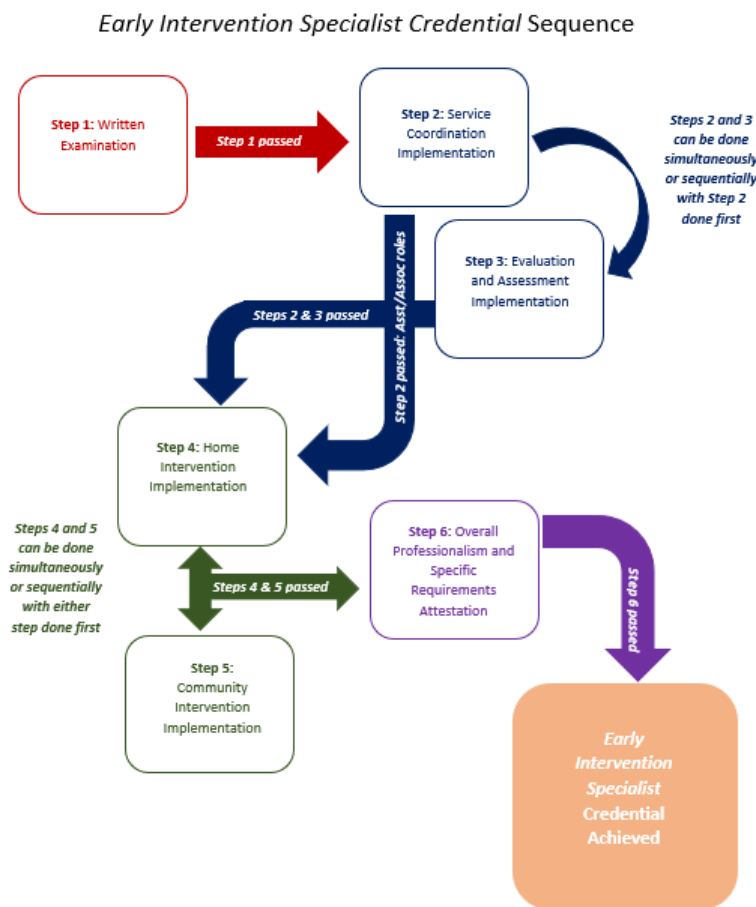 Early Intervention Specialist Credential Sequence
Step 1: Written
Examination
Step 1 passed
Step 2: Service
Coordination
Implementation
Steps 2 and 3
can be done
simultaneously
or sequentially
with Step 2
done first
Step 3: Evaluation
and Assessment
Implementation
Steps 2 & 3 passed
Step 2 passed: Asst/Assoc roles
Step 4: Home
Intervention
Implementation
Steps 4 and 5
can be done
simultaneously
or sequentially
with either
step done first
Steps 4 & 5 passed
Step 5:
Community
Intervention
Implementation
Step 6: Overall
Professionalism and
Specific
Requirements
Attestation
Step 6 passed
Early
Intervention
Specialist
Credential
Achieved